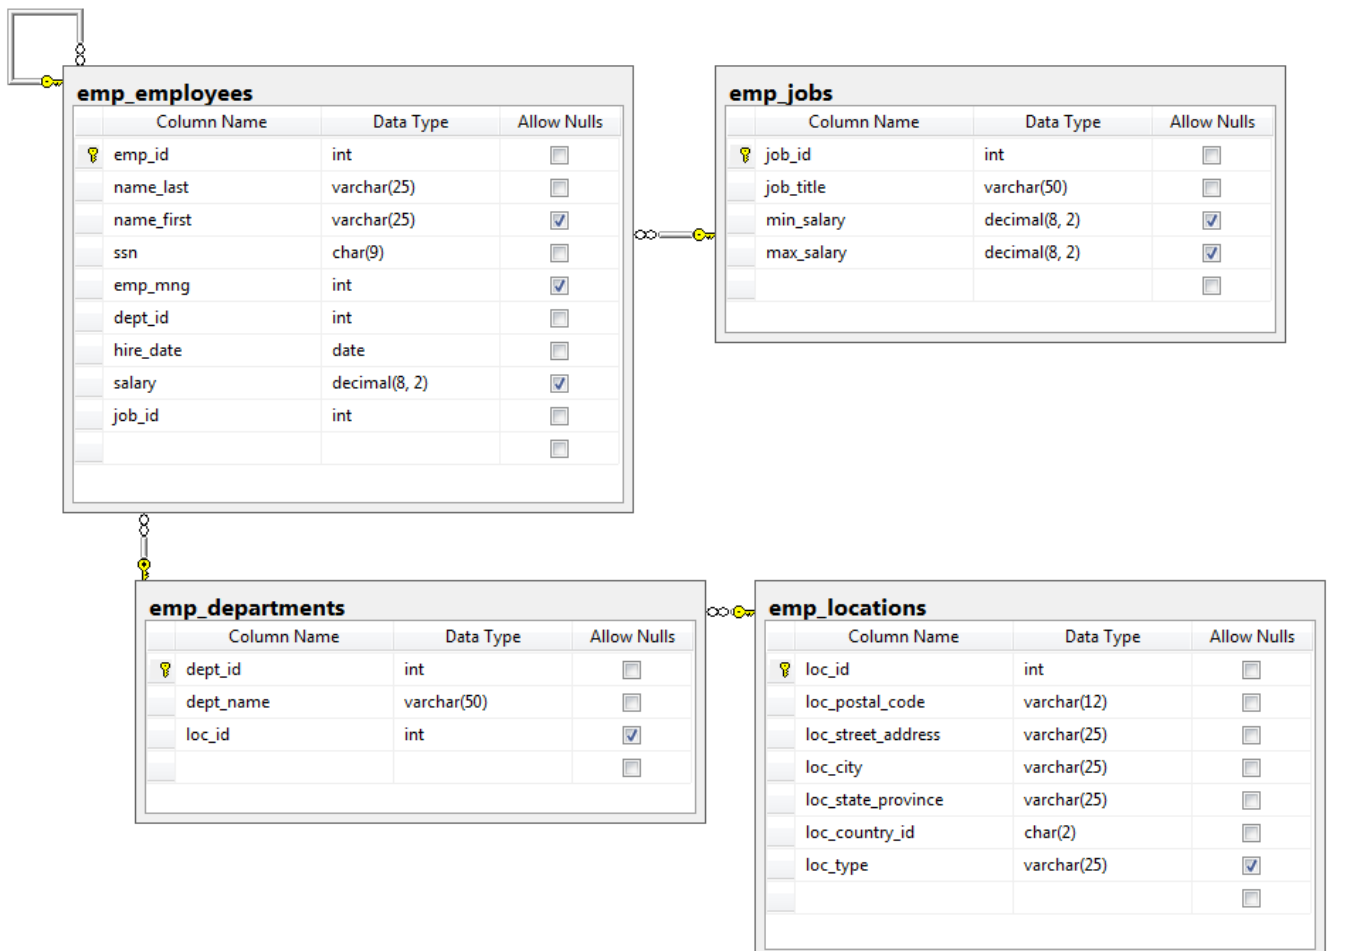 emp_employees
Column Name Data Type Allow Nulls
emp_id int
name_last varchar(25)
name_first varchar(25)
ssn char(9)
emp_mng int
dept_id int
hire_date date
salary decimal(8, 2)
job_id int
emp_jobs
Column Name Data Type Allow Nulls
job_id int
job_title varchar(50)
min_salary decimal(8, 2)
max_salary decimal(8, 2)
emp_departments
Column Name Data Type Allow Nulls
dept_id int
dept_name varchar(50)
loc_id int
emp_locations
Column Name Data Type Allow Nulls
loc_id int
loc_postal_code varchar(12)
loc_street_address varchar(25)
loc_city varchar(25)
loc_state_province varchar(25)
loc_country_id char(2)
loc_type varchar(25)